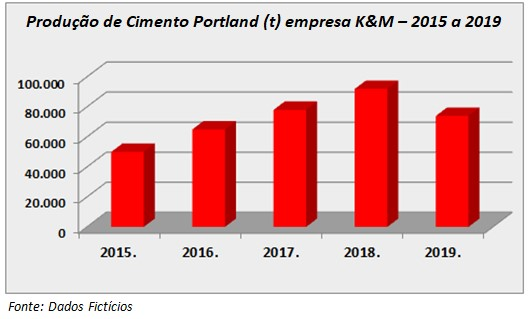 Produção de Cimento Portland (t) empresa K&M – 2015 a 2019
100.000
80.000
60.000
40.000
20.000
0
2015. 2016. 2017. 2018. 2019.
Fonte: Dados Fictícios